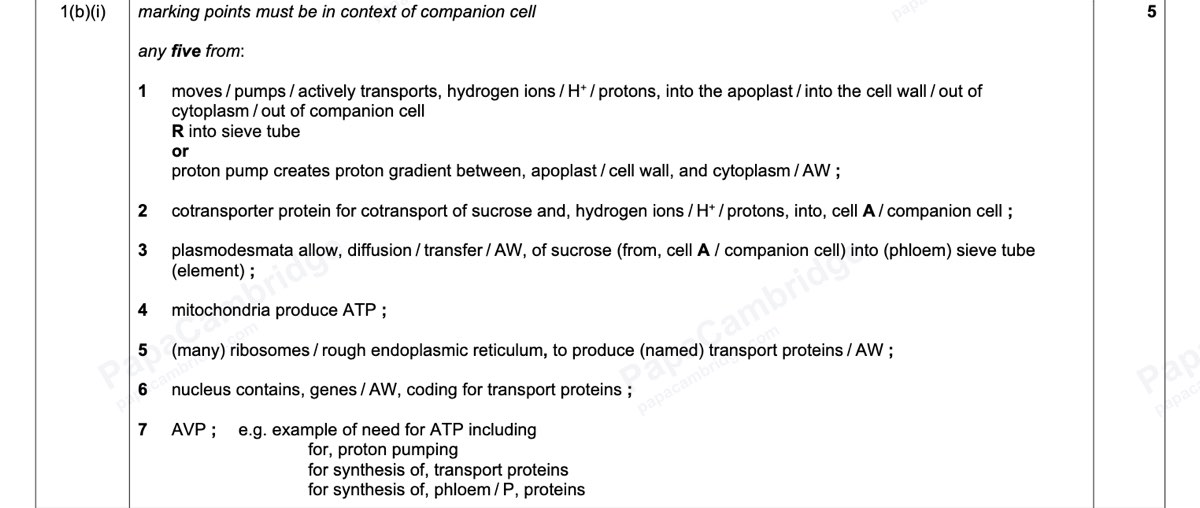 1(b)(i) marking points must be in context of companion cell 5
any five from:
1 moves / pumps / actively transports, hydrogen ions / H⁺ / protons, into the apoplast / into the cell wall / out of
cytoplasm / out of companion cell
R into sieve tube
or
proton pump creates proton gradient between, apoplast / cell wall, and cytoplasm / AW ;
2 cotransporter protein for cotransport of sucrose and, hydrogen ions / H⁺ / protons, into, cell A / companion cell ;
3 plasmodesmata allow, diffusion / transfer / AW, of sucrose (from, cell A / companion cell) into (phloem) sieve tube
(element) ;
4 mitochondria produce ATP ;
5 (many) ribosomes / rough endoplasmic reticulum, to produce (named) transport proteins / AW ;
6 nucleus contains, genes / AW, coding for transport proteins ;
7 AVP ; e.g. example of need for ATP including
for, proton pumping
for synthesis of, transport proteins
for synthesis of, phloem / P, proteins
PapaCambridge
papacambridge.com
PapaCambridge
papacambridge.com